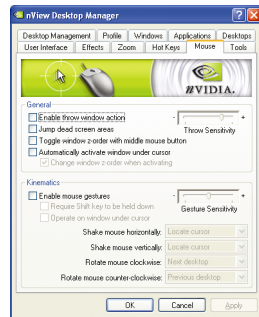 nView Desktop Manager
Desktop Management Profile Windows Applications Desktops
User Interface Effects Zoom Hot Keys Mouse Tools
nVIDIA.
General
Enable throw window action
- +
Jump dead screen areas
Throw Sensitivity
Toggle window z-order with middle mouse button
Automatically activate window under cursor
Change window z-order when activating
Kinematics
Enable mouse gestures
- +
Require Shift key to be held down
Gesture Sensitivity
Operate on window under cursor
Shake mouse horizontally: Locate cursor
Shake mouse vertically: Locate cursor
Rotate mouse clockwise: Next desktop
Rotate mouse counter-clockwise: Previous desktop
OK Cancel Apply